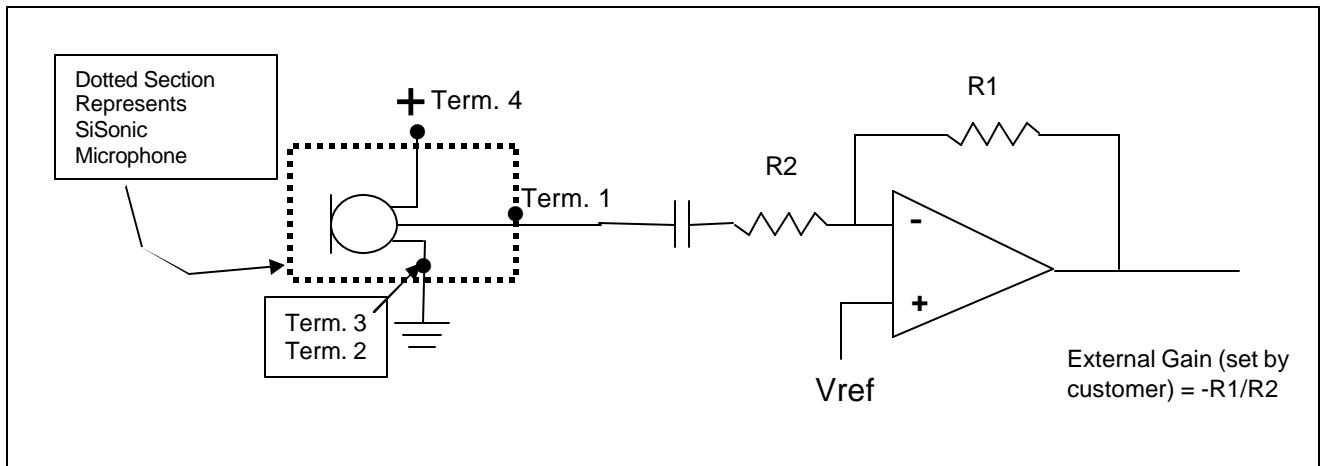 Dotted Section
Represents
SiSonic
Microphone
+ Term. 4
Term. 1
Term. 3
Term. 2
R2
R1
-
+
Vref
External Gain (set by
customer) = -R1/R2